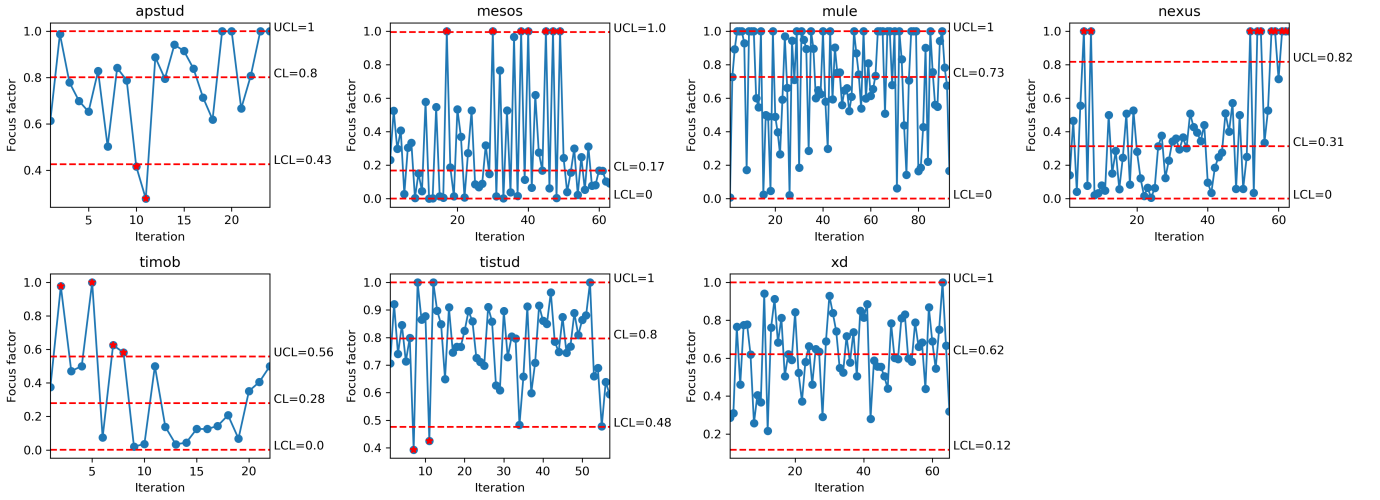 apstud
Focus factor
1.0
0.8
0.6
0.4
5
10
15
20
Iteration
UCL=1
CL=0.8
LCL=0.43
mesos
Focus factor
1.0
0.8
0.6
0.4
0.2
0.0
20
40
60
Iteration
UCL=1.0
CL=0.17
LCL=0
mule
Focus factor
1.0
0.8
0.6
0.4
0.2
0.0
20
40
60
80
Iteration
UCL=1
CL=0.73
LCL=0
nexus
Focus factor
1.0
0.8
0.6
0.4
0.2
0.0
20
40
60
Iteration
UCL=0.82
CL=0.31
LCL=0
timob
Focus factor
1.0
0.8
0.6
0.4
0.2
0.0
5
10
15
20
Iteration
UCL=0.56
CL=0.28
LCL=0.0
tistud
Focus factor
1.0
0.9
0.8
0.7
0.6
0.5
0.4
10
20
30
40
50
Iteration
UCL=1
CL=0.8
LCL=0.48
xd
Focus factor
1.0
0.8
0.6
0.4
0.2
20
40
60
Iteration
UCL=1
CL=0.62
LCL=0.12